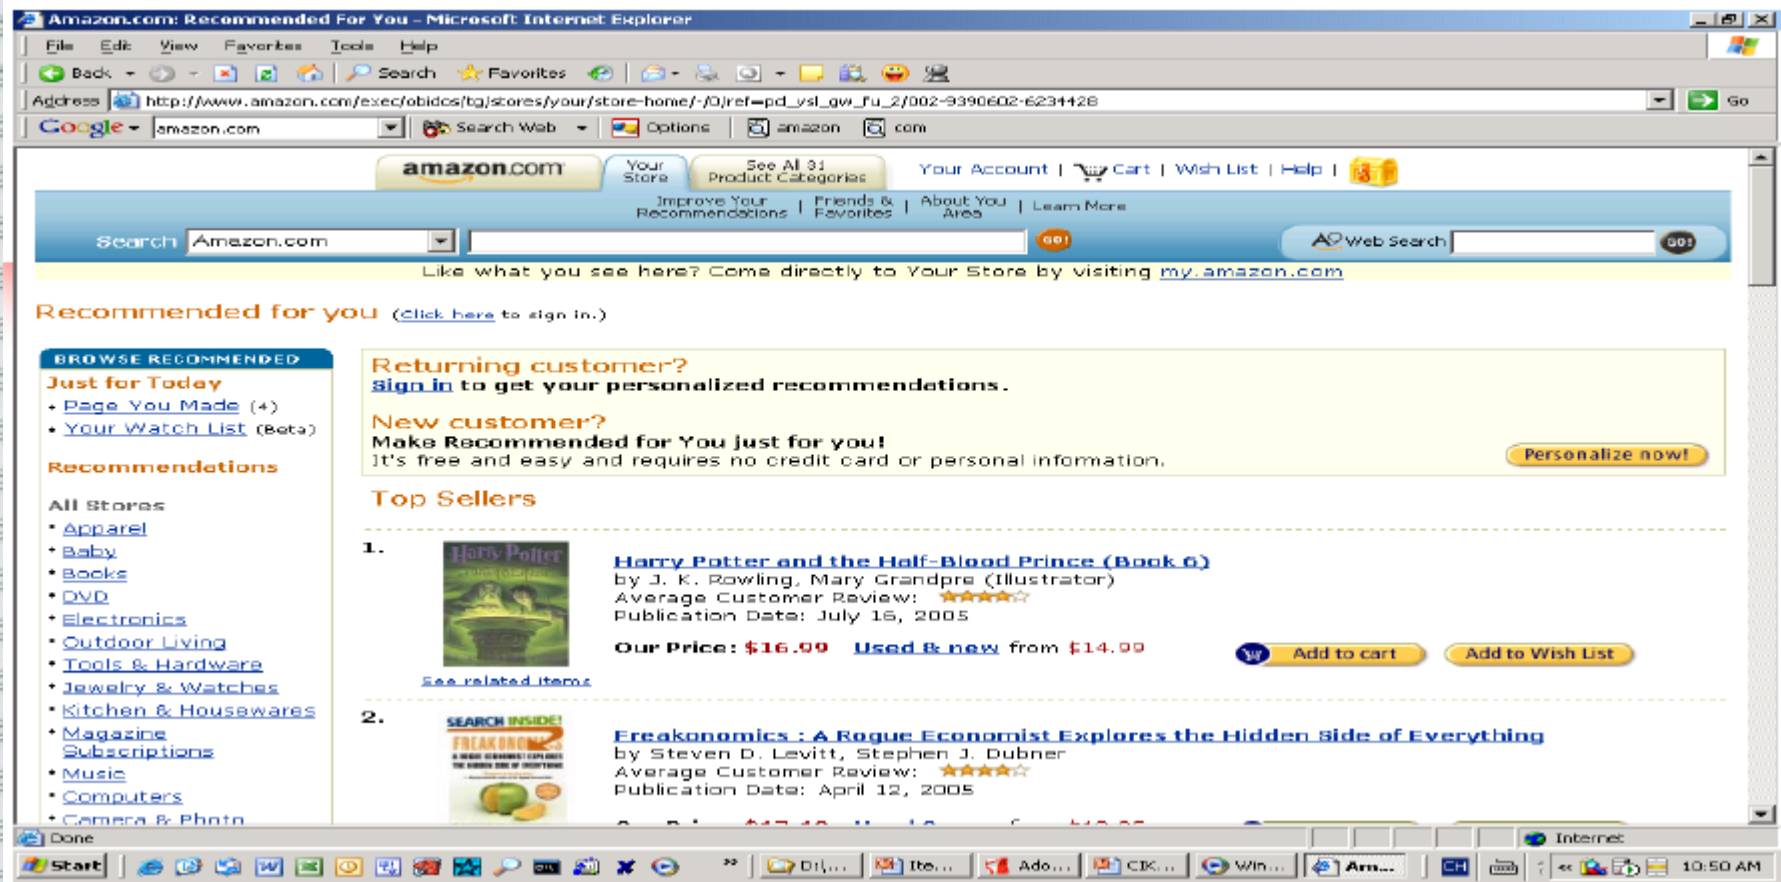 Amazon.com: Recommended For You - Microsoft Internet Explorer
File Edit View Favorites Tools Help
Back Search Favorites
Address http://www.amazon.com/exec/obidos/tg/stores/your/store-home/-/0/ref=pd_ysl_gw_fu_2/002-9390602-6234428 Go
Google amazon.com Search Web Options amazon com
amazon.com Your Store See All 31 Product Categories Your Account | Cart | Wish List | Help |
Improve Your Recommendations | Friends & Favorites | About You Area | Learn More
Search Amazon.com GO! A9 Web Search GO!
Like what you see here? Come directly to Your Store by visiting my.amazon.com
Recommended for you (Click here to sign in.)
BROWSE RECOMMENDED
Just for Today
• Page You Made (4)
• Your Watch List (Beta)
Recommendations
All Stores
• Apparel
• Baby
• Books
• DVD
• Electronics
• Outdoor Living
• Tools & Hardware
• Jewelry & Watches
• Kitchen & Housewares
• Magazine
Subscriptions
• Music
• Computers
• Camera & Photo
Returning customer?
Sign in to get your personalized recommendations.
New customer?
Make Recommended for You just for you!
It's free and easy and requires no credit card or personal information.
Personalize now!
Top Sellers
1.
Harry Potter
Harry Potter and the Half-Blood Prince (Book 6)
by J. K. Rowling, Mary Grandpre (Illustrator)
Average Customer Review:
Publication Date: July 16, 2005
Our Price: $16.99 Used & new from $14.99
Add to cart Add to Wish List
See related items
2.
SEARCH INSIDE!
FREAKONOMICS
Freakonomics : A Rogue Economist Explores the Hidden Side of Everything
by Steven D. Levitt, Stephen J. Dubner
Average Customer Review:
Publication Date: April 12, 2005
Done Internet
Start D:\,... Ite... Ado... CIK... Win... Am... CH 10:50 AM